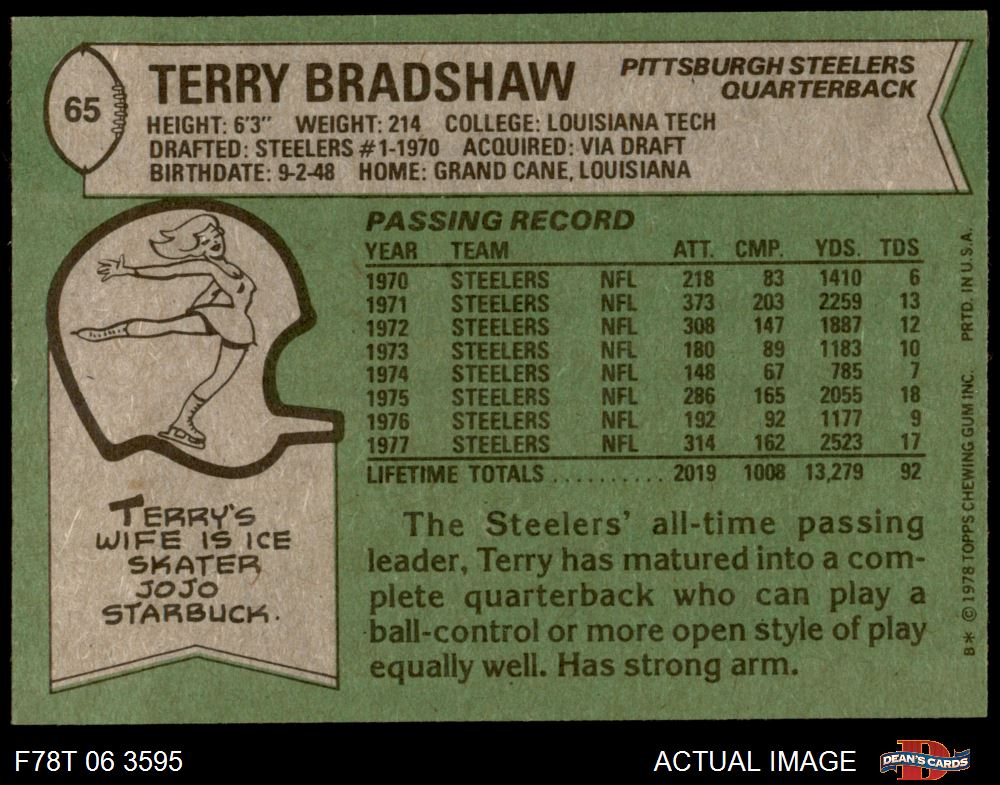 65
TERRY BRADSHAW
PITTSBURGH STEELERS
QUARTERBACK
HEIGHT: 6'3" WEIGHT: 214 COLLEGE: LOUISIANA TECH
DRAFTED: STEELERS #1-1970 ACQUIRED: VIA DRAFT
BIRTHDATE: 9-2-48 HOME: GRAND CANE, LOUISIANA
PASSING RECORD
YEAR TEAM ATT. CMP. YDS. TDS
1970 STEELERS NFL 218 83 1410 6
1971 STEELERS NFL 373 203 2259 13
1972 STEELERS NFL 308 147 1887 12
1973 STEELERS NFL 180 89 1183 10
1974 STEELERS NFL 148 67 785 7
1975 STEELERS NFL 286 165 2055 18
1976 STEELERS NFL 192 92 1177 9
1977 STEELERS NFL 314 162 2523 17
LIFETIME TOTALS .......... 2019 1008 13,279 92
TERRY'S
WIFE IS ICE
SKATER
JOJO
STARBUCK.
The Steelers' all-time passing
leader, Terry has matured into a com-
plete quarterback who can play a
ball-control or more open style of play
equally well. Has strong arm.
B* © 1978 TOPPS CHEWING GUM INC. PRTD. IN U.S.A.
F78T 06 3595
ACTUAL IMAGE
D
DEAN'S CARDS